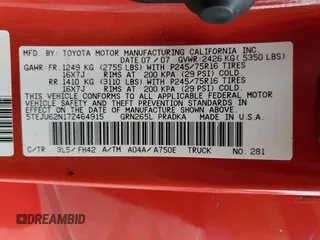 MFD. BY: TOYOTA MOTOR MANUFACTURING CALIFORNIA INC.
DATE 07 / 07 GVWR: 2426 KG ( 5350 LBS)
GAWR: FR. 1249 KG (2755 LBS) WITH P245/75R16 TIRES
16X7J RIMS AT 200 KPA (29 PSI) COLD.
RR. 1410 KG (3110 LBS) WITH P245/75R16 TIRES
16X7J RIMS AT 200 KPA (29 PSI) COLD.
THIS VEHICLE CONFORMS TO ALL APPLICABLE FEDERAL MOTOR
VEHICLE SAFETY STANDARDS IN EFFECT ON THE DATE OF
MANUFACTURE SHOWN ABOVE.
5TEJU62N17Z464915 GRN265L PRADKA MADE IN U.S.A.
C/TR 3L5/FH42 A/TM A04A/A750E TRUCK NO. 281
AUTOBIDMASTER